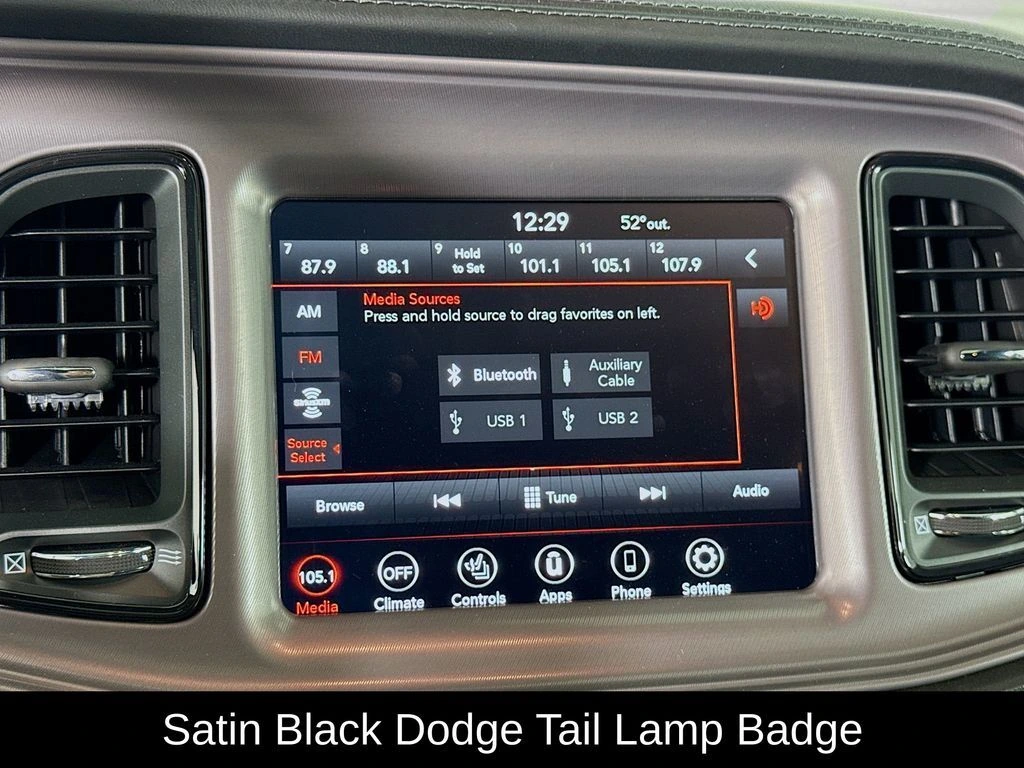 12:29 52°out.
7 8 9 Hold 10 11 12
87.9 88.1 to Set 101.1 105.1 107.9
Media Sources
AM Press and hold source to drag favorites on left.
HD
FM
Bluetooth Auxiliary
Cable
SiriusXM
USB 1 USB 2
Source
Select
Browse Tune Audio
105.1 OFF
Media Climate Controls Apps Phone Settings
Satin Black Dodge Tail Lamp Badge